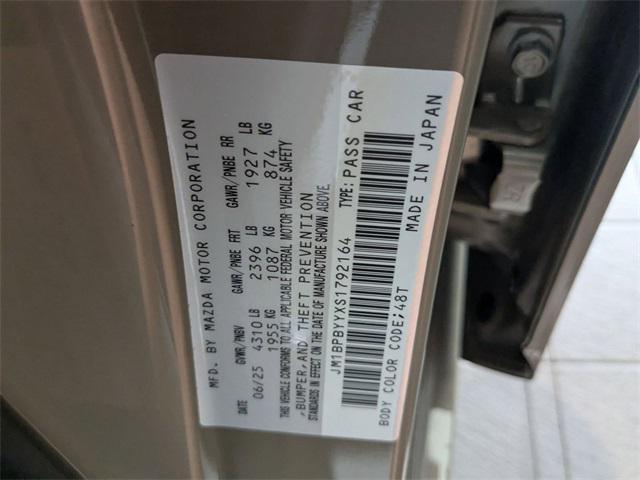 MFD. BY MAZDA MOTOR CORPORATION
DATE GVWR/PNBV GAWR/PNBE FRT GAWR/PNBE RR
06/25 4310 LB 2396 LB 1927 LB
1955 KG 1087 KG 874 KG
THIS VEHICLE CONFORMS TO ALL APPLICABLE FEDERAL MOTOR VEHICLE SAFETY
,BUMPER,AND THEFT PREVENTION
STANDARDS IN EFFECT ON THE DATE OF MANUFACTURE SHOWN ABOVE.
JM1BPBYYXS1792164 TYPE:PASS CAR
BODY COLOR CODE;48T MADE IN JAPAN